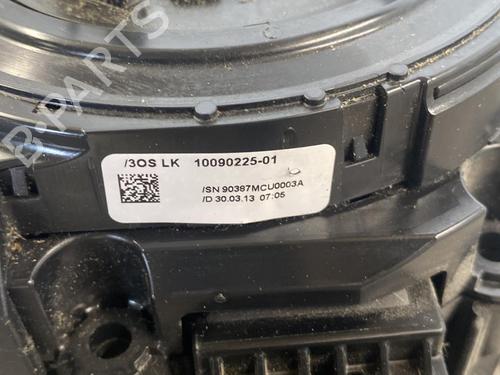 B-PARTS
/3OS LK 10090225-01
/SN 90387MCU0003A
/D 30.03.13 07:05